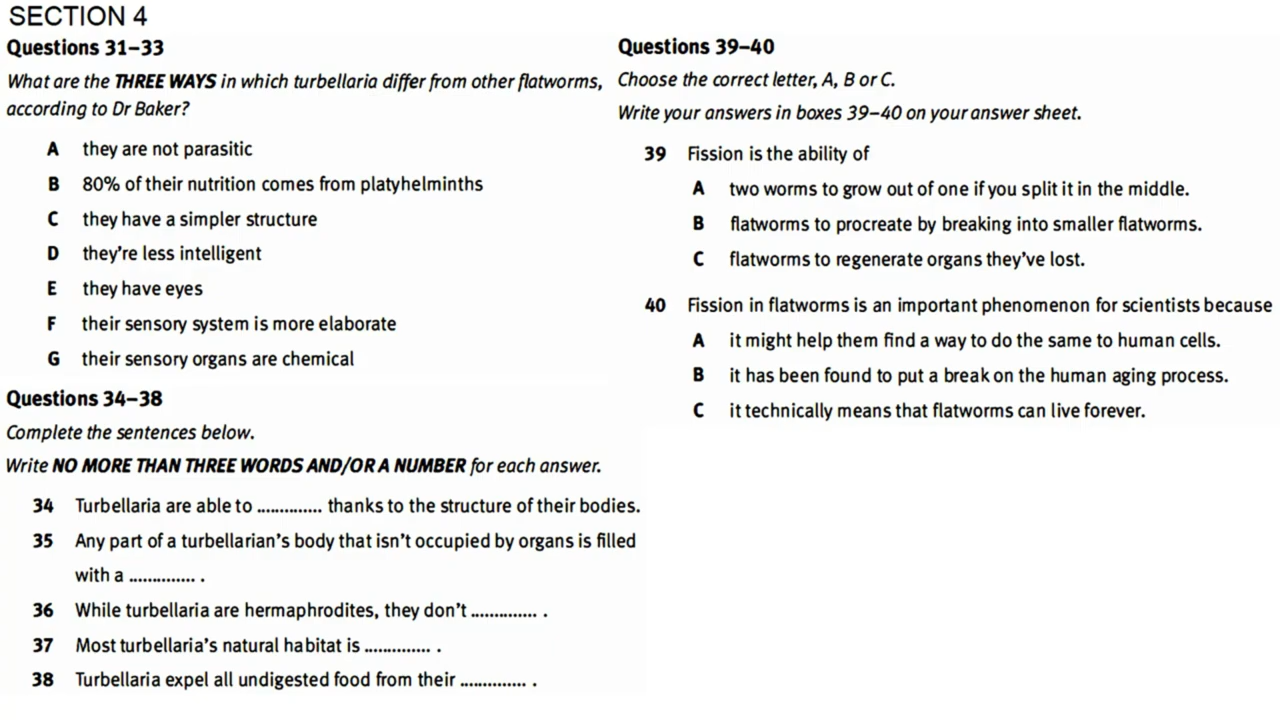 SECTION 4
Questions 31–33
What are the THREE WAYS in which turbellaria differ from other flatworms,
according to Dr Baker?
A they are not parasitic
B 80% of their nutrition comes from platyhelminths
C they have a simpler structure
D they're less intelligent
E they have eyes
F their sensory system is more elaborate
G their sensory organs are chemical
Questions 34–38
Complete the sentences below.
Write NO MORE THAN THREE WORDS AND/OR A NUMBER for each answer.
34 Turbellaria are able to .............. thanks to the structure of their bodies.
35 Any part of a turbellarian's body that isn't occupied by organs is filled
with a .............. .
36 While turbellaria are hermaphrodites, they don't .............. .
37 Most turbellaria's natural habitat is .............. .
38 Turbellaria expel all undigested food from their .............. .
Questions 39–40
Choose the correct letter, A, B or C.
Write your answers in boxes 39–40 on your answer sheet.
39 Fission is the ability of
A two worms to grow out of one if you split it in the middle.
B flatworms to procreate by breaking into smaller flatworms.
C flatworms to regenerate organs they've lost.
40 Fission in flatworms is an important phenomenon for scientists because
A it might help them find a way to do the same to human cells.
B it has been found to put a break on the human aging process.
C it technically means that flatworms can live forever.